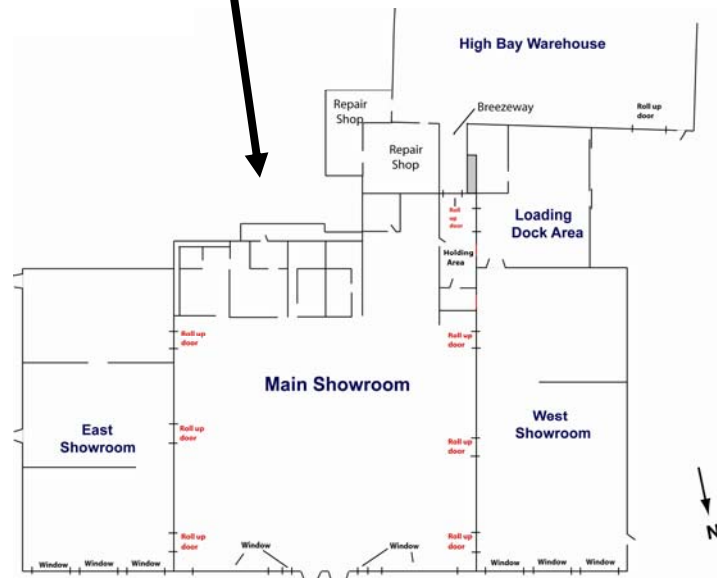 High Bay Warehouse
Repair
Shop
Breezeway
Roll up
door
Repair
Shop
Roll
up
door
Loading
Dock Area
Holding
Area
Roll up
door
Roll up
door
Main Showroom
East
Showroom
Roll up
door
West
Showroom
Roll up
door
N
Roll up
door
Roll up
door
Window
Window
Window
Window
Window
Window
Window
Window